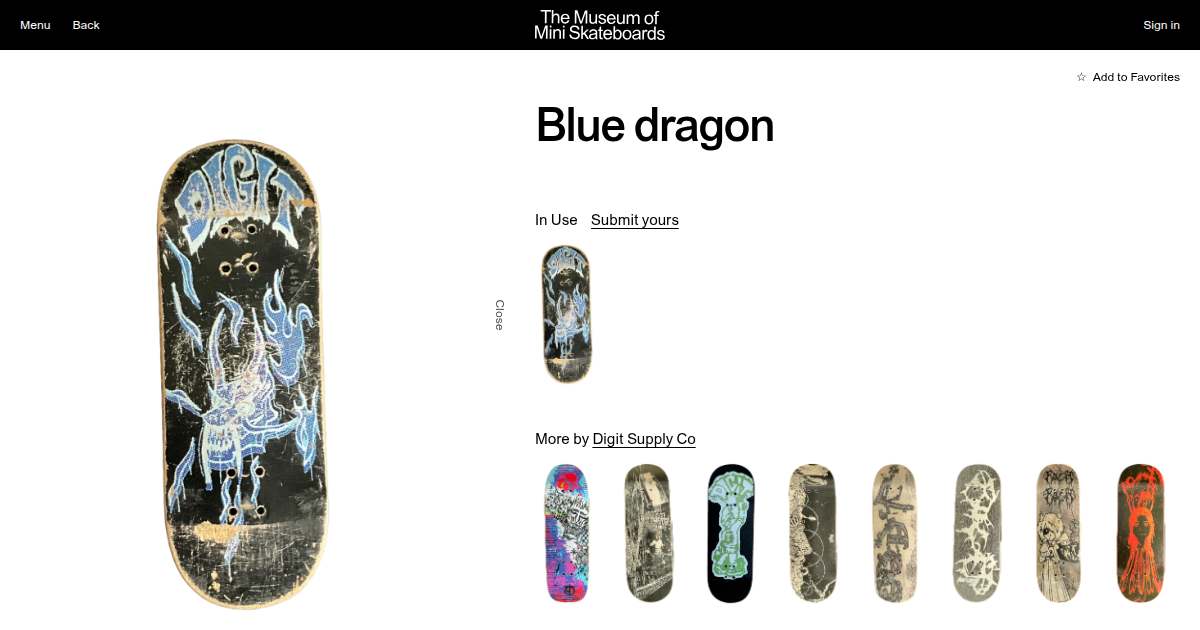 Menu
Back
The Museum of
Mini Skateboards
Sign in
☆ Add to Favorites
Blue dragon
DIGIT
In Use
Submit yours
DIGIT
Close
More by Digit Supply Co